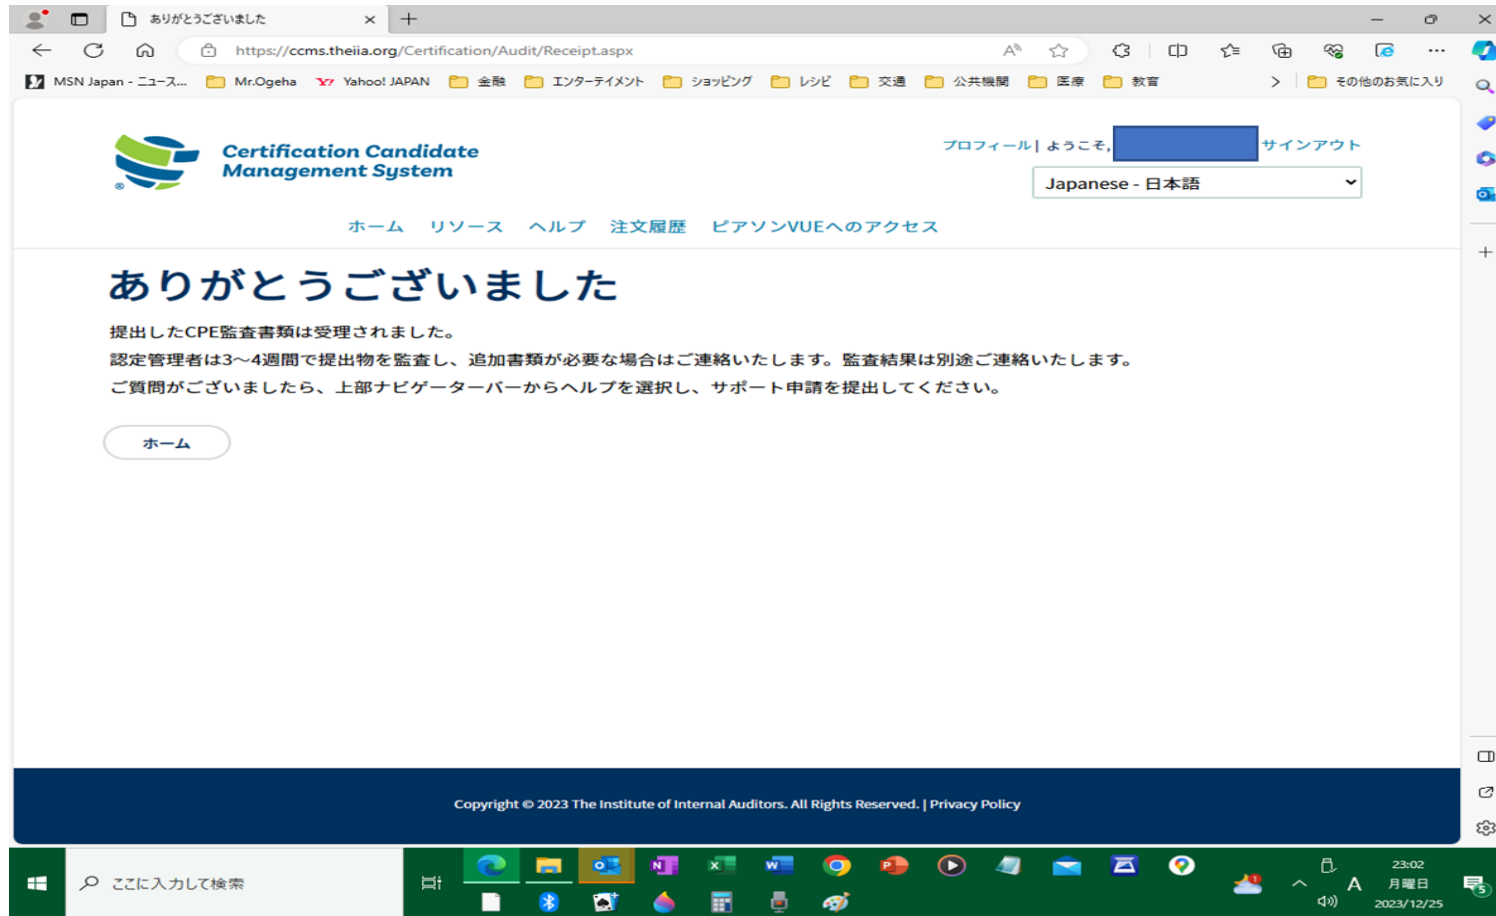 ありがとうございました
https://ccms.theiia.org/Certification/Audit/Receipt.aspx
MSN Japan - ニュース... Mr.Ogeha Yahoo! JAPAN 金融 エンターテイメント ショッピング レシピ 交通 公共機関 医療 教育 その他のお気に入り
Certification Candidate
Management System
プロフィール| ようこそ, サインアウト
Japanese - 日本語
ホーム リソース ヘルプ 注文履歴 ピアソンVUEへのアクセス
ありがとうございました
提出したCPE監査書類は受理されました。
認定管理者は3～4週間で提出物を監査し、追加書類が必要な場合はご連絡いたします。監査結果は別途ご連絡いたします。
ご質問がございましたら、上部ナビゲーターバーからヘルプを選択し、サポート申請を提出してください。
ホーム
Copyright © 2023 The Institute of Internal Auditors. All Rights Reserved. | Privacy Policy
ここに入力して検索
A
23:02
月曜日
2023/12/25